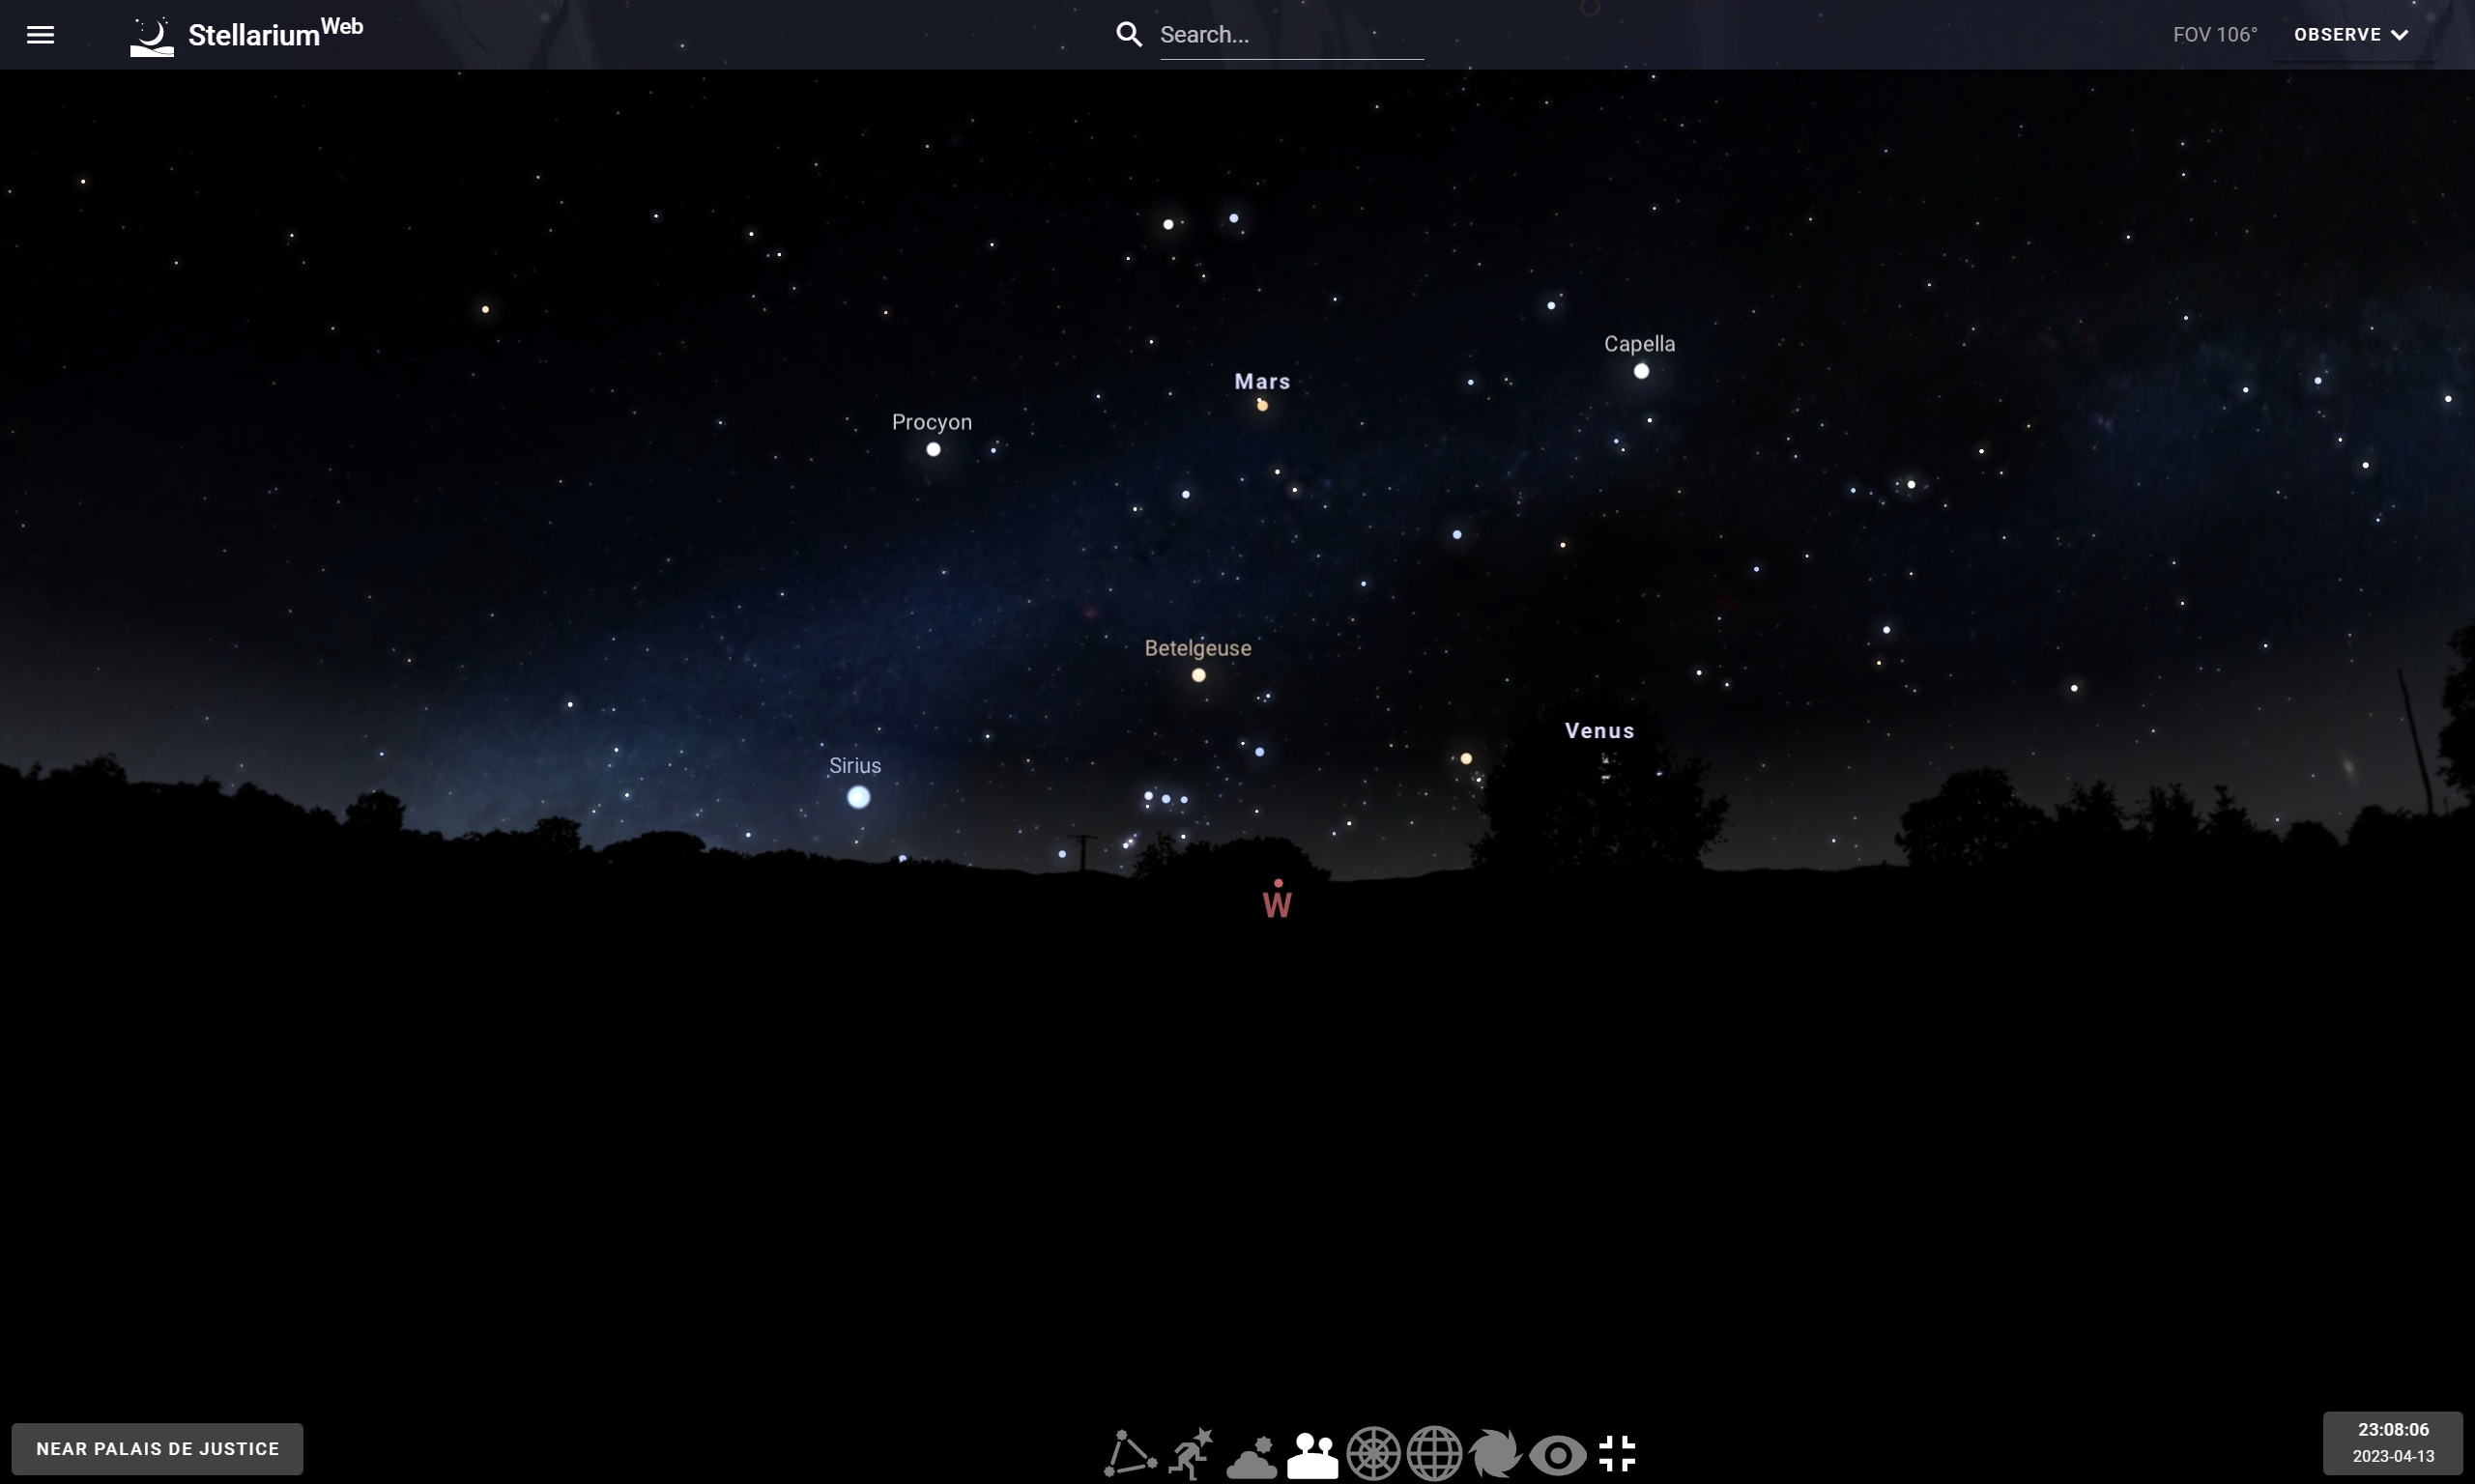 StellariumWeb
Search...
FOV 106°
OBSERVE
Capella
Mars
Procyon
Betelgeuse
Venus
Sirius
W
NEAR PALAIS DE JUSTICE
23:08:06
2023-04-13